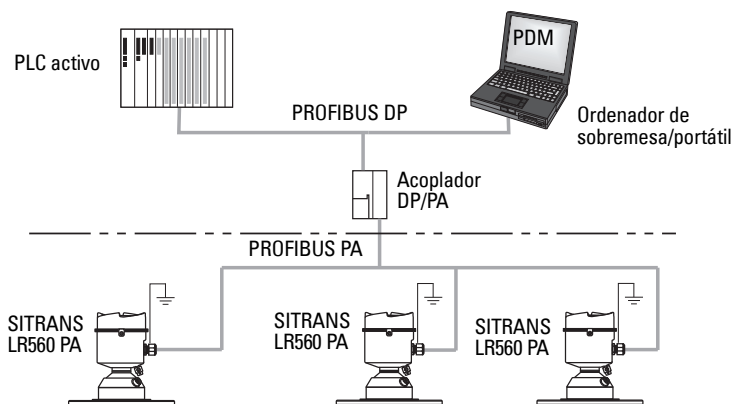 PLC activo
PDM
PROFIBUS DP
Ordenador de
sobremesa/portátil
Acoplador
DP/PA
PROFIBUS PA
SITRANS
LR560 PA
SITRANS
LR560 PA
SITRANS
LR560 PA